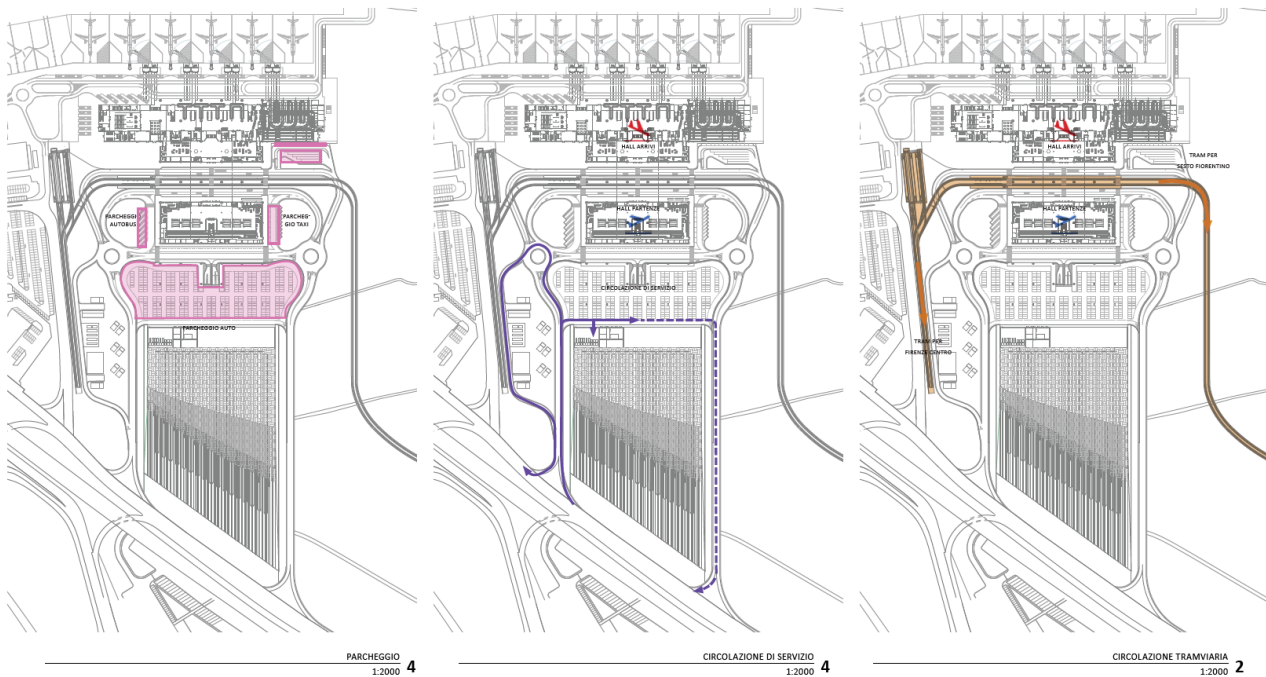 HALL ARRIVI
HALL ARRIVI
TRAM PER
SESTO FIORENTINO
PARCHEGGI
AUTOBUS
PARCHEG-
GIO TAXI
HALL PARTENZE
HALL PARTENZE
CIRCOLAZIONE DI SERVIZIO
PARCHEGGIO AUTO
TRAM PER
FIRENZE CENTRO
PARCHEGGIO
1:2000 4
CIRCOLAZIONE DI SERVIZIO
1:2000 4
CIRCOLAZIONE TRAMVIARIA
1:2000 2